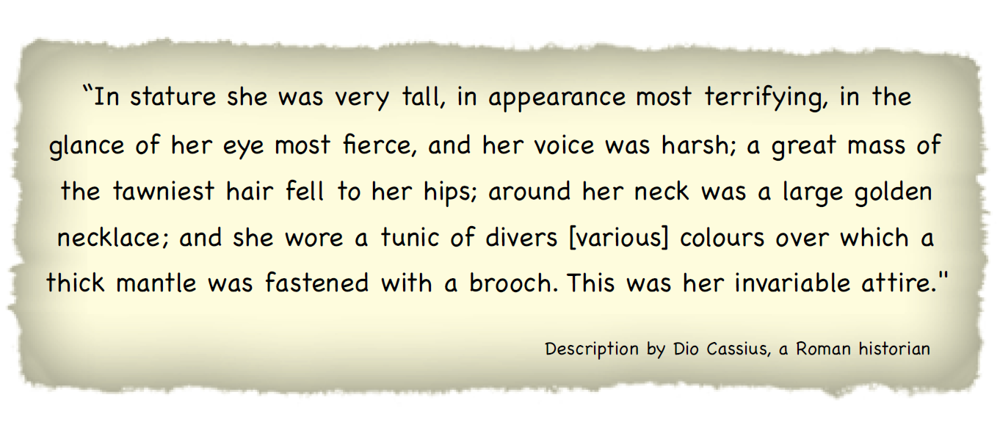 “In stature she was very tall, in appearance most terrifying, in the
glance of her eye most fierce, and her voice was harsh; a great mass of
the tawniest hair fell to her hips; around her neck was a large golden
necklace; and she wore a tunic of divers [various] colours over which a
thick mantle was fastened with a brooch. This was her invariable attire."
Description by Dio Cassius, a Roman historian